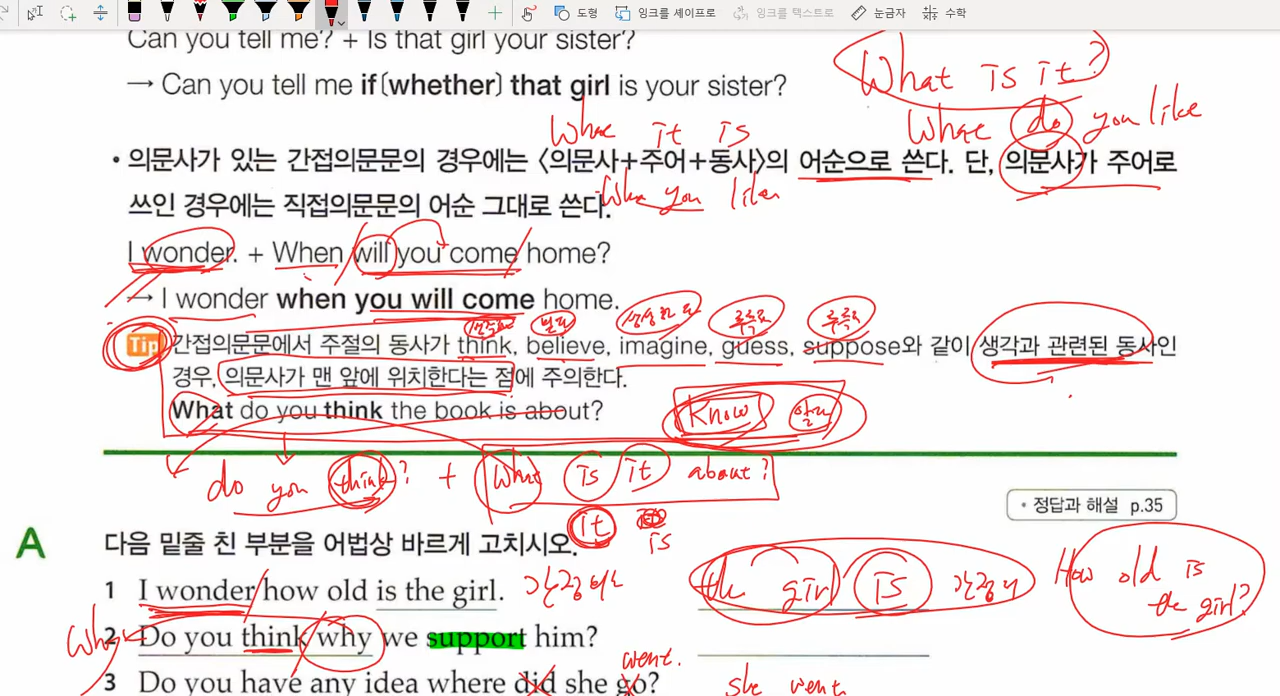 도형
잉크를 셰이프로
잉크를 텍스트로
눈금자
수학
Can you tell me? + Is that girl your sister?
→ Can you tell me if(whether) that girl is your sister?
What is it?
What do you like
What it is
• 의문사가 있는 간접의문문의 경우에는 〈의문사+주어+동사〉의 어순으로 쓴다. 단, 의문사가 주어로
쓰인 경우에는 직접의문문의 어순 그대로 쓴다.
What you like
I wonder. + When will you come home?
→ I wonder when you will come home.
Tip 간접의문문에서 주절의 동사가 think, believe, imagine, guess, suppose와 같이 생각과 관련된 동사인
경우, 의문사가 맨 앞에 위치한다는 점에 주의한다.
What do you think the book is about?
know
do you think? + What is it about?
it is
• 정답과 해설 p.35
A 다음 밑줄 친 부분을 어법상 바르게 고치시오.
1 I wonder how old is the girl.
the girl is
How old is
the girl?
2 Do you think why we support him?
Why
3 Do you have any idea where did she go?
went.
she went